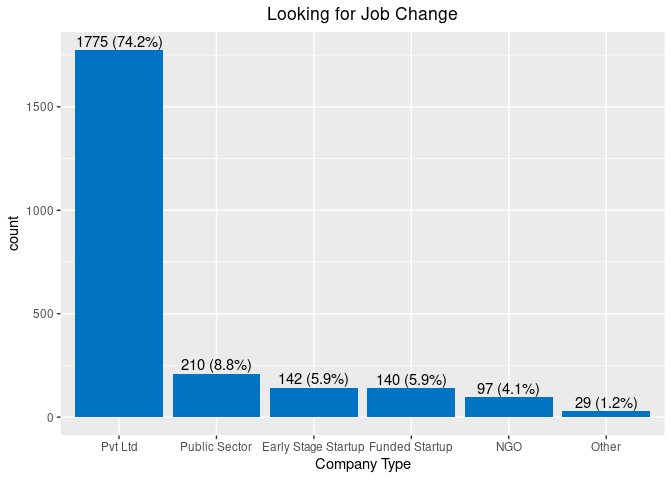 Looking for Job Change
count
1500
1000
500
0
1775 (74.2%)
210 (8.8%)
142 (5.9%)
140 (5.9%)
97 (4.1%)
29 (1.2%)
Pvt Ltd
Public Sector
Early Stage Startup
Funded Startup
NGO
Other
Company Type